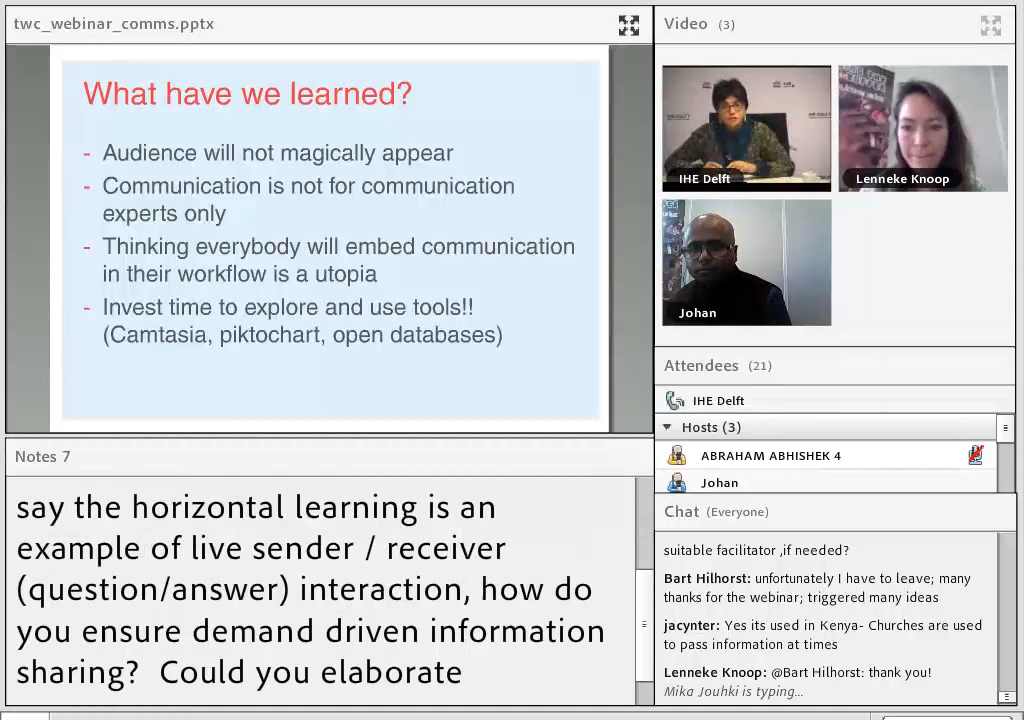 twc_webinar_comms.pptx
What have we learned?
- Audience will not magically appear
- Communication is not for communication
experts only
- Thinking everybody will embed communication
in their workflow is a utopia
- Invest time to explore and use tools!!
(Camtasia, piktochart, open databases)
Notes 7
say the horizontal learning is an
example of live sender / receiver
(question/answer) interaction, how do
you ensure demand driven information
sharing?  Could you elaborate
Video (3)
IHE Delft
Lenneke Knoop
Johan
Attendees (21)
IHE Delft
Hosts (3)
ABRAHAM ABHISHEK 4
Johan
Chat (Everyone)
suitable facilitator ,if needed?
Bart Hilhorst: unfortunately I have to leave; many
thanks for the webinar; triggered many ideas
jacynter: Yes its used in Kenya- Churches are used
to pass information at times
Lenneke Knoop: @Bart Hilhorst: thank you!
Mika Jouhki is typing...